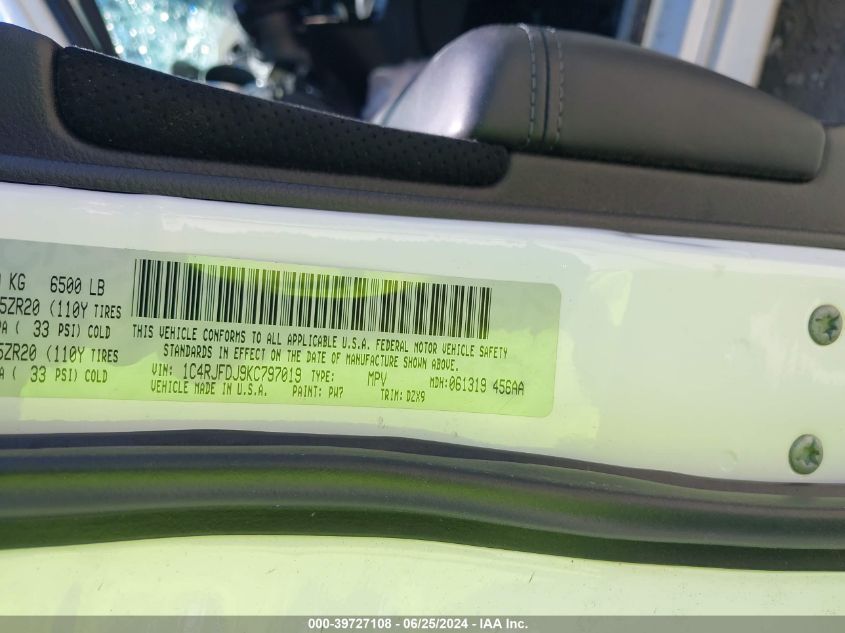 KG 6500 LB
5ZR20 (110Y TIRES
PA ( 33 PSI) COLD
5ZR20 (110Y TIRES
A ( 33 PSI) COLD
THIS VEHICLE CONFORMS TO ALL APPLICABLE U.S.A. FEDERAL MOTOR VEHICLE SAFETY
STANDARDS IN EFFECT ON THE DATE OF MANUFACTURE SHOWN ABOVE.
VIN: 1C4RJFDJ9KC797019 TYPE: MPV MDH: 061319 456AA
VEHICLE MADE IN U.S.A. PAINT: PW7 TRIM: DZX9
000-39727108 - 06/25/2024 - IAA Inc.